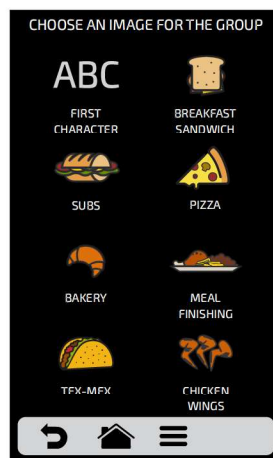 CHOOSE AN IMAGE FOR THE GROUP
ABC
FIRST
CHARACTER
BREAKFAST
SANDWICH
SUBS
PIZZA
BAKERY
MEAL
FINISHING
TEX-MEX
CHICKEN
WINGS